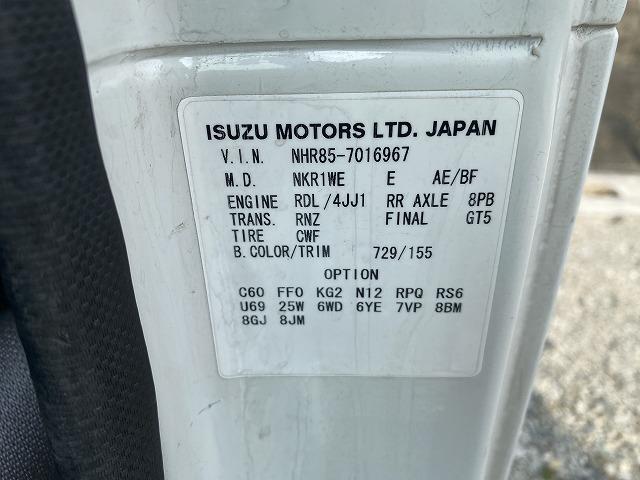 ISUZU MOTORS LTD. JAPAN
V.I.N. NHR85-7016967
M.D. NKR1WE E AE/BF
ENGINE RDL/4JJ1 RR AXLE 8PB
TRANS. RNZ FINAL GT5
TIRE CWF
B.COLOR/TRIM 729/155
OPTION
C60 FF0 KG2 N12 RPQ RS6
U69 25W 6WD 6YE 7VP 8BM
8GJ 8JM